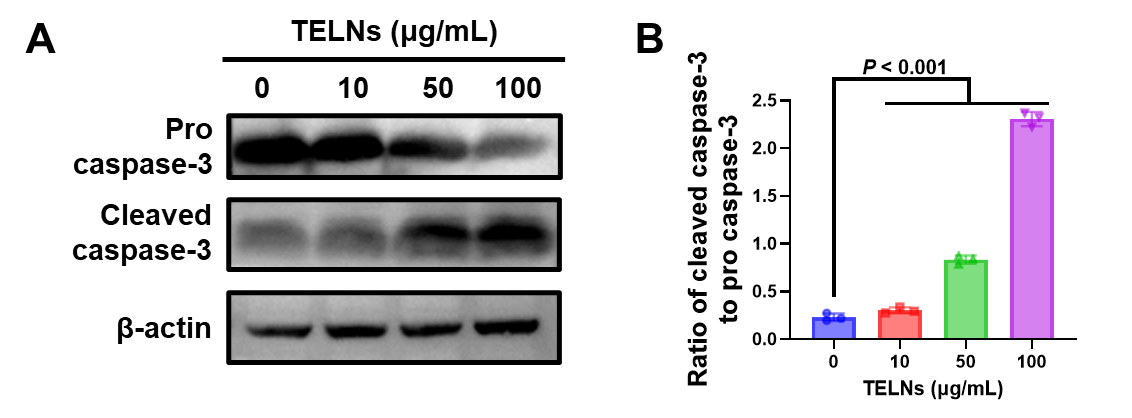 A
TELNs (µg/mL)
0 10 50 100
Pro
caspase-3
Cleaved
caspase-3
β-actin
B
Ratio of cleaved caspase-3
to pro caspase-3
P < 0.001
2.5
2.0
1.5
1.0
0.5
0.0
0 10 50 100
TELNs (µg/mL)